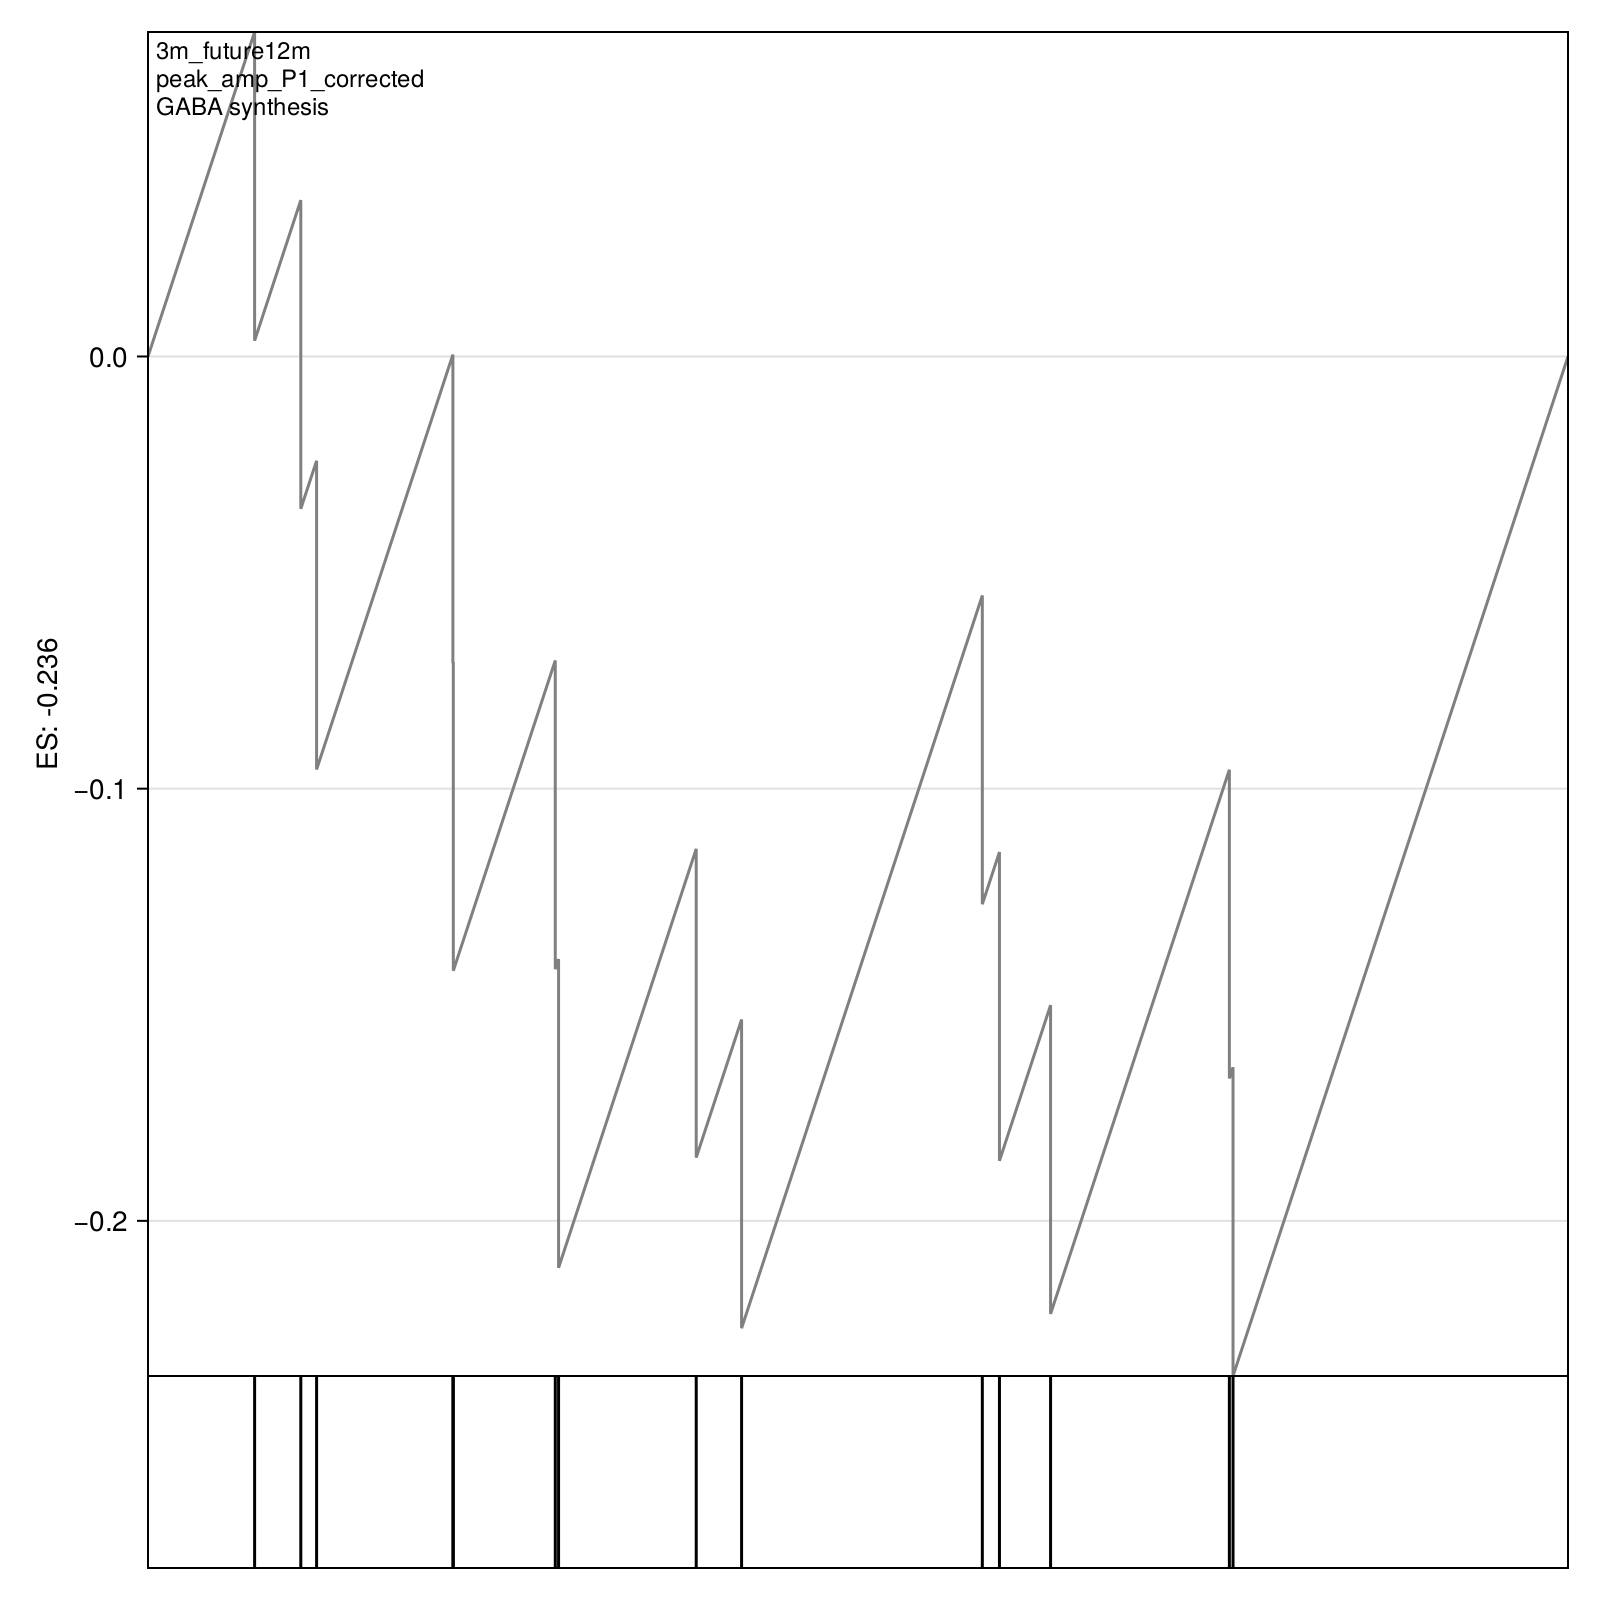 3m_future12m
peak_amp_P1_corrected
GABA synthesis
0.0
−0.1
−0.2
ES: -0.236